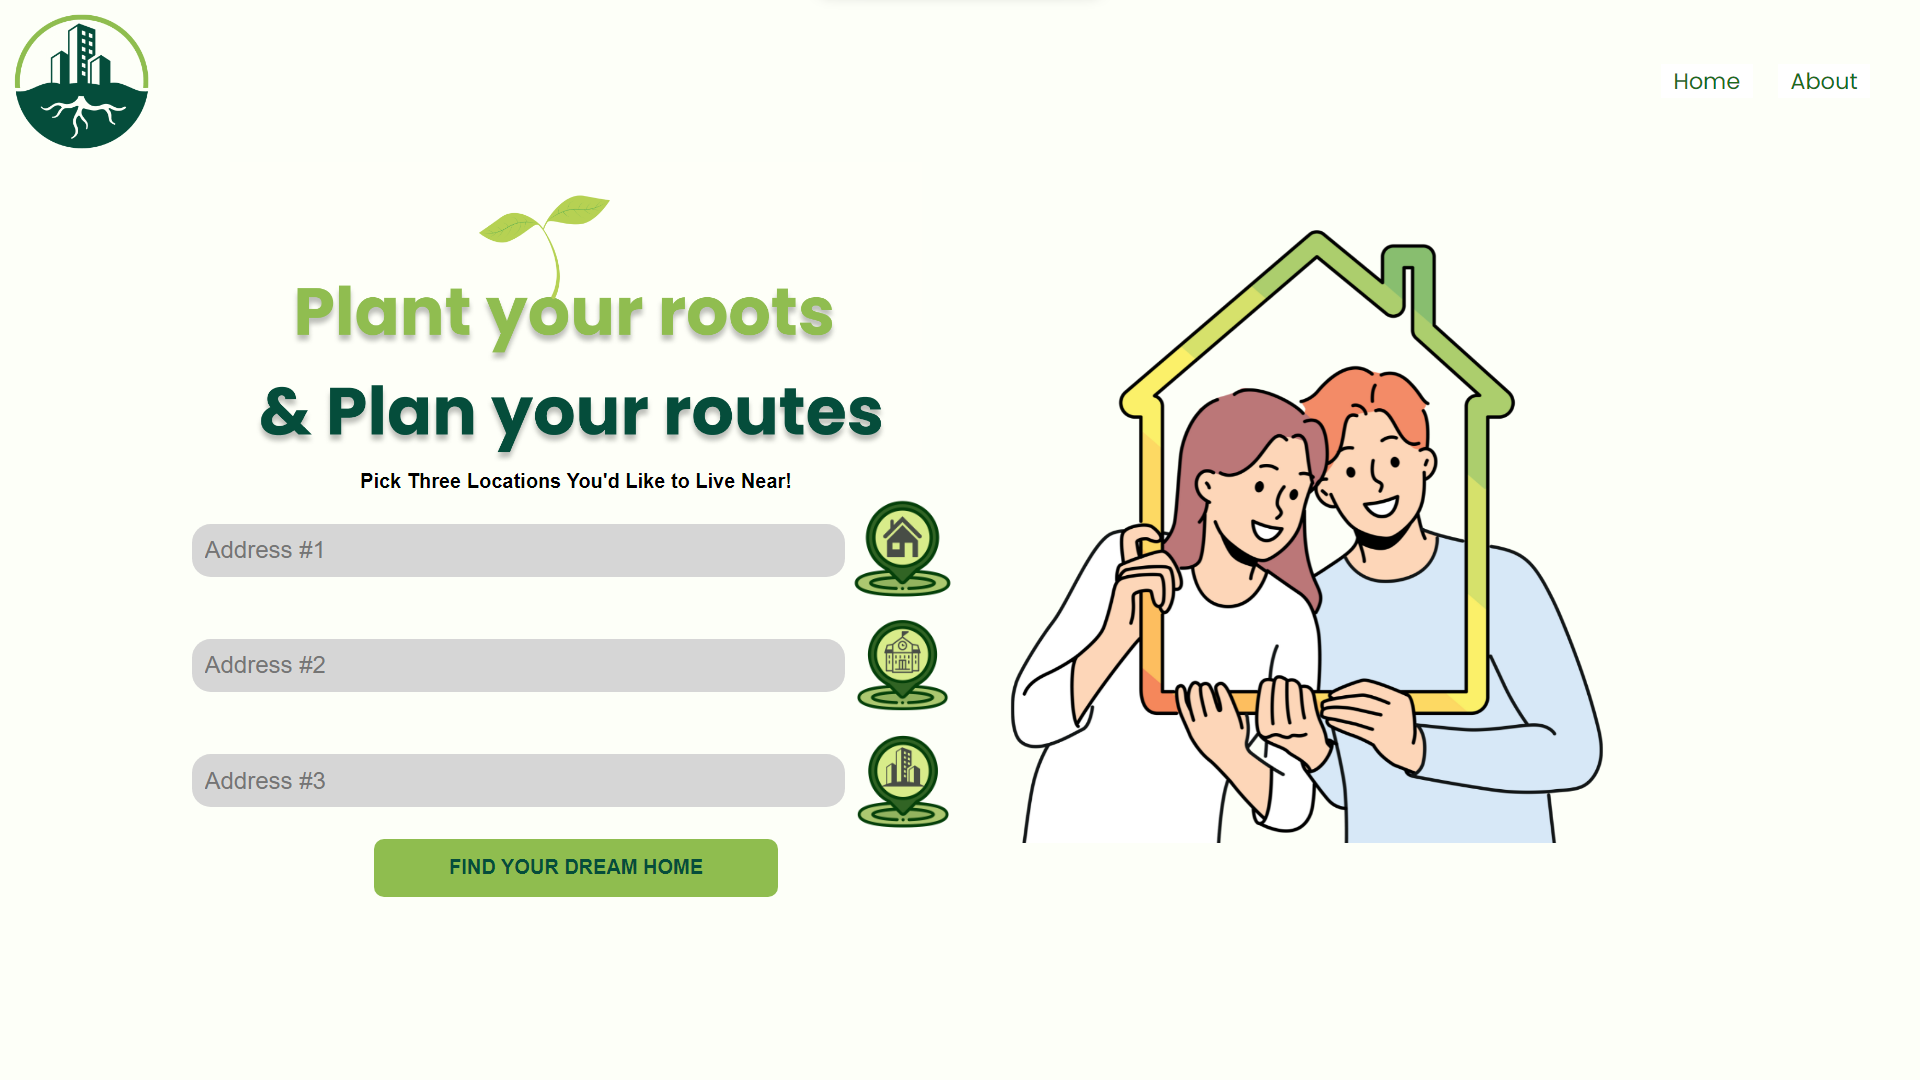 Home
About
Plant your roots
& Plan your routes
Pick Three Locations You'd Like to Live Near!
Address #1
Address #2
Address #3
FIND YOUR DREAM HOME